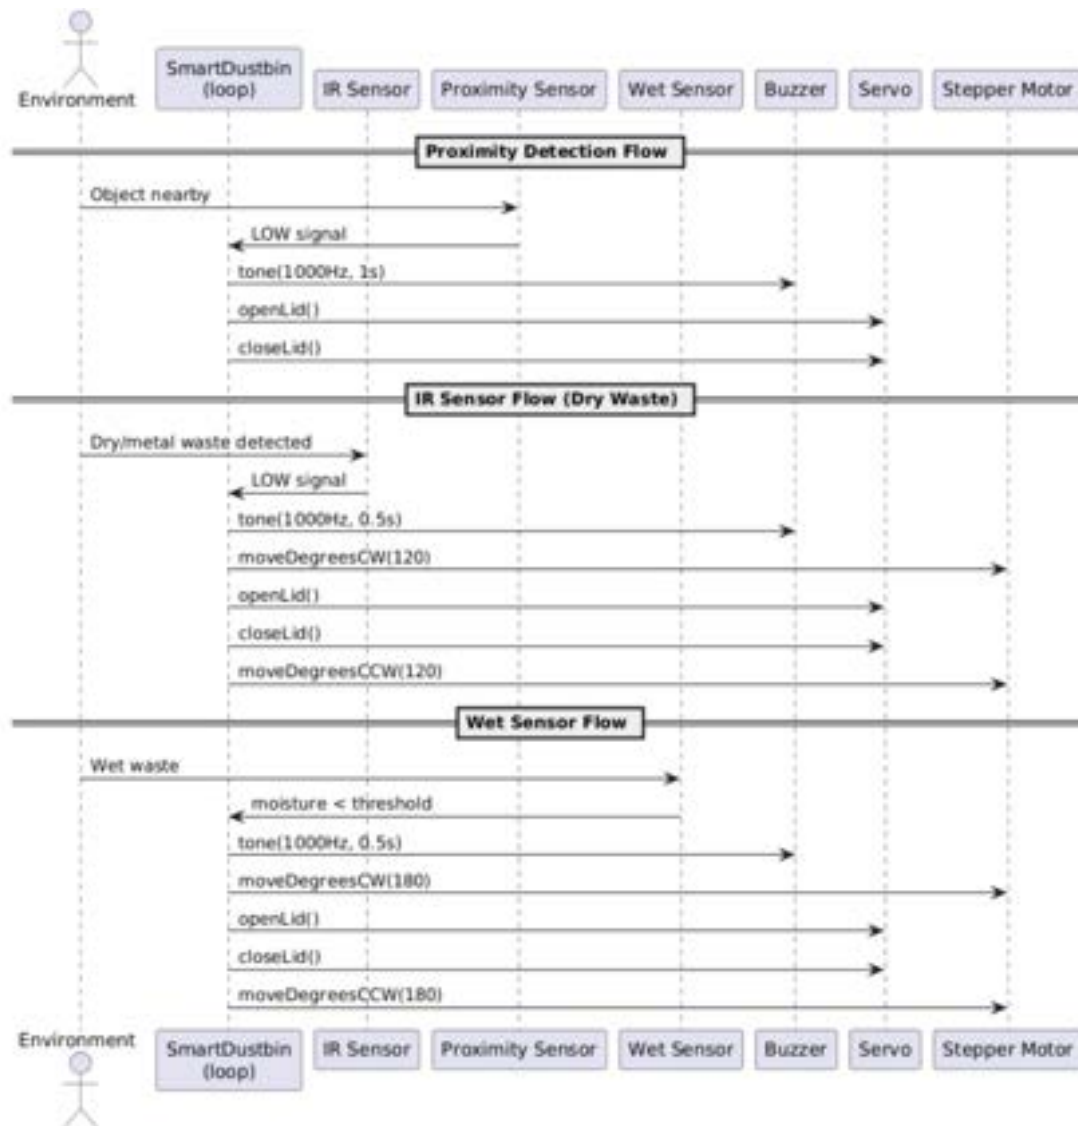 Environment
SmartDustbin
(loop)
IR Sensor
Proximity Sensor
Wet Sensor
Buzzer
Servo
Stepper Motor
Proximity Detection Flow
Object nearby
LOW signal
tone(1000Hz, 1s)
openLid()
closeLid()
IR Sensor Flow (Dry Waste)
Dry/metal waste detected
LOW signal
tone(1000Hz, 0.5s)
moveDegreesCW(120)
openLid()
closeLid()
moveDegreesCCW(120)
Wet Sensor Flow
Wet waste
moisture < threshold
tone(1000Hz, 0.5s)
moveDegreesCW(180)
openLid()
closeLid()
moveDegreesCCW(180)
Environment
SmartDustbin
(loop)
IR Sensor
Proximity Sensor
Wet Sensor
Buzzer
Servo
Stepper Motor